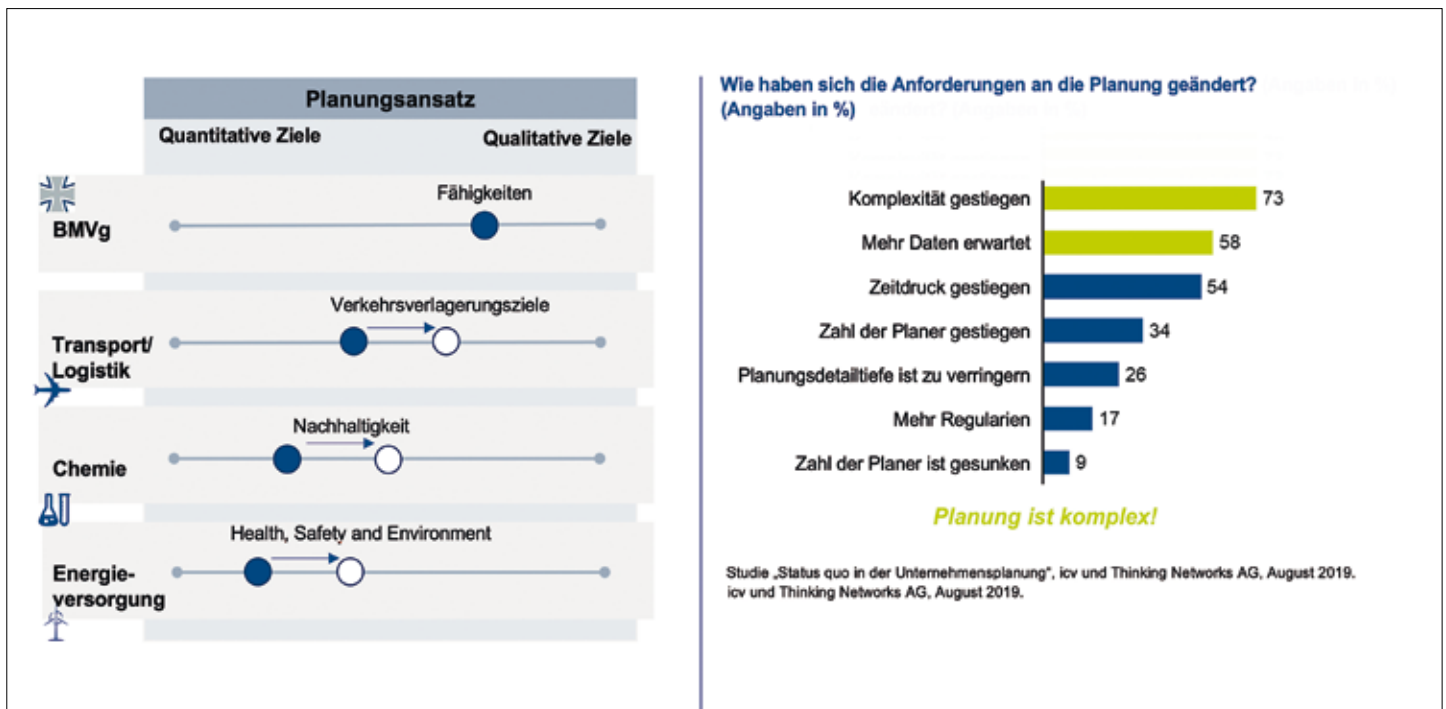 Planungsansatz
Quantitative Ziele
Qualitative Ziele
BMVg
Fähigkeiten
Transport/
Logistik
Verkehrsverlagerungsziele
Chemie
Nachhaltigkeit
Energie-
versorgung
Health, Safety and Environment
Wie haben sich die Anforderungen an die Planung geändert?
(Angaben in %)
Komplexität gestiegen 73
Mehr Daten erwartet 58
Zeitdruck gestiegen 54
Zahl der Planer gestiegen 34
Planungsdetailtiefe ist zu verringern 26
Mehr Regularien 17
Zahl der Planer ist gesunken 9
Planung ist komplex!
Studie „Status quo in der Unternehmensplanung“, icv und Thinking Networks AG, August 2019.
icv und Thinking Networks AG, August 2019.